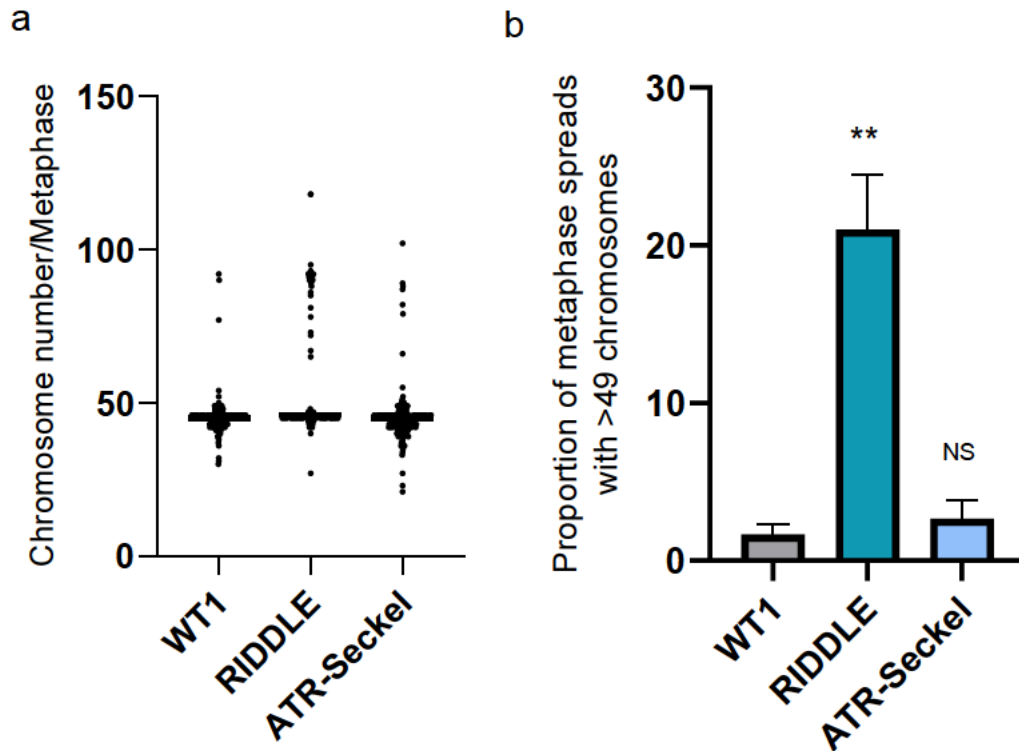 a
Chromosome number/Metaphase
150
100
50
0
WT1
RIDDLE
ATR-Seckel
b
Proportion of metaphase spreads
with >49 chromosomes
30
20
10
0
**
NS
WT1
RIDDLE
ATR-Seckel